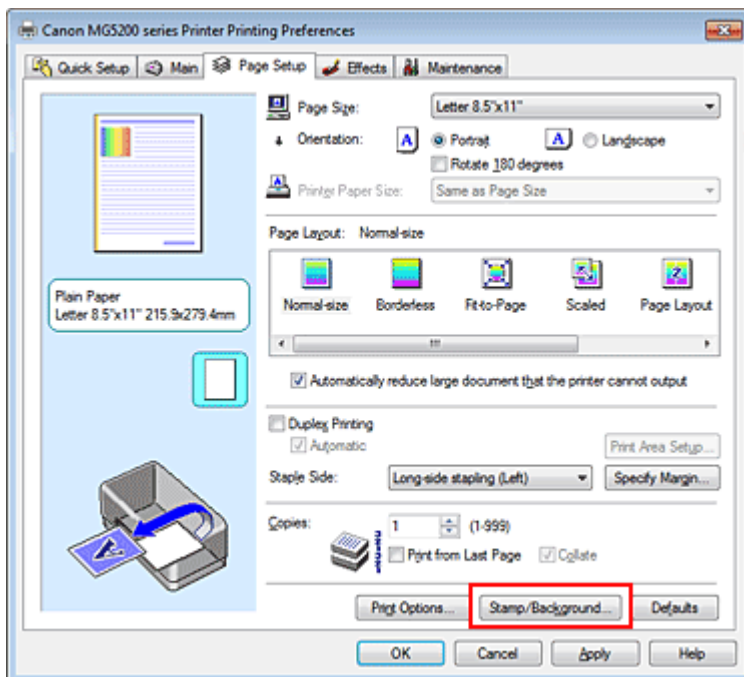 Canon MG5200 series Printer Printing Preferences
Quick Setup Main Page Setup Effects Maintenance
Page Size: Letter 8.5"x11"
Orientation: A Portrait A Landscape
Rotate 180 degrees
Printer Paper Size: Same as Page Size
Page Layout: Normal-size
Normal-size Borderless Fit-to-Page Scaled Page Layout
Plain Paper
Letter 8.5"x11" 215.9x279.4mm
Automatically reduce large document that the printer cannot output
Duplex Printing
Automatic
Print Area Setup...
Staple Side: Long-side stapling (Left) Specify Margin...
Copies: 1 (1-999)
Print from Last Page Collate
Print Options... Stamp/Background... Defaults
OK Cancel Apply Help